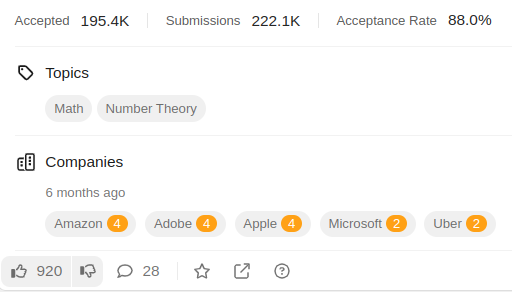 Accepted 195.4K Submissions 222.1K Acceptance Rate 88.0%
Topics
Math Number Theory
Companies
6 months ago
Amazon 4 Adobe 4 Apple 4 Microsoft 2 Uber 2
920 28